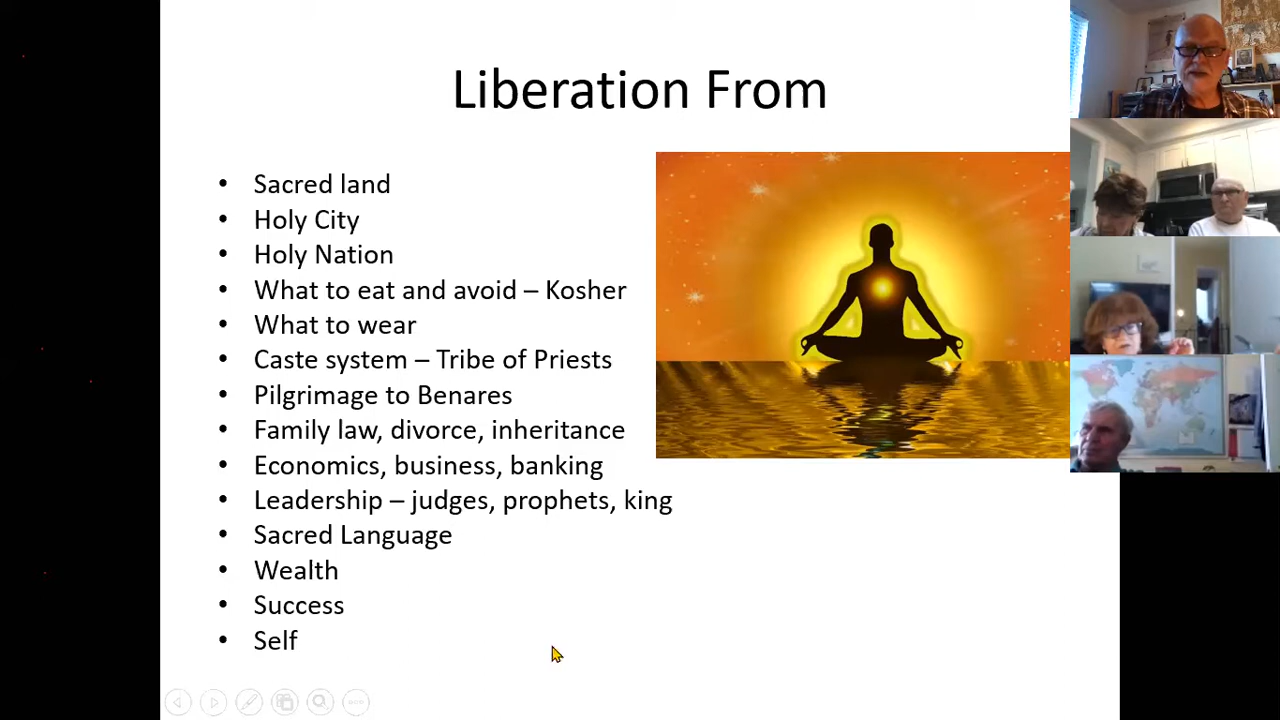 Liberation From
• Sacred land
• Holy City
• Holy Nation
• What to eat and avoid – Kosher
• What to wear
• Caste system – Tribe of Priests
• Pilgrimage to Benares
• Family law, divorce, inheritance
• Economics, business, banking
• Leadership – judges, prophets, king
• Sacred Language
• Wealth
• Success
• Self